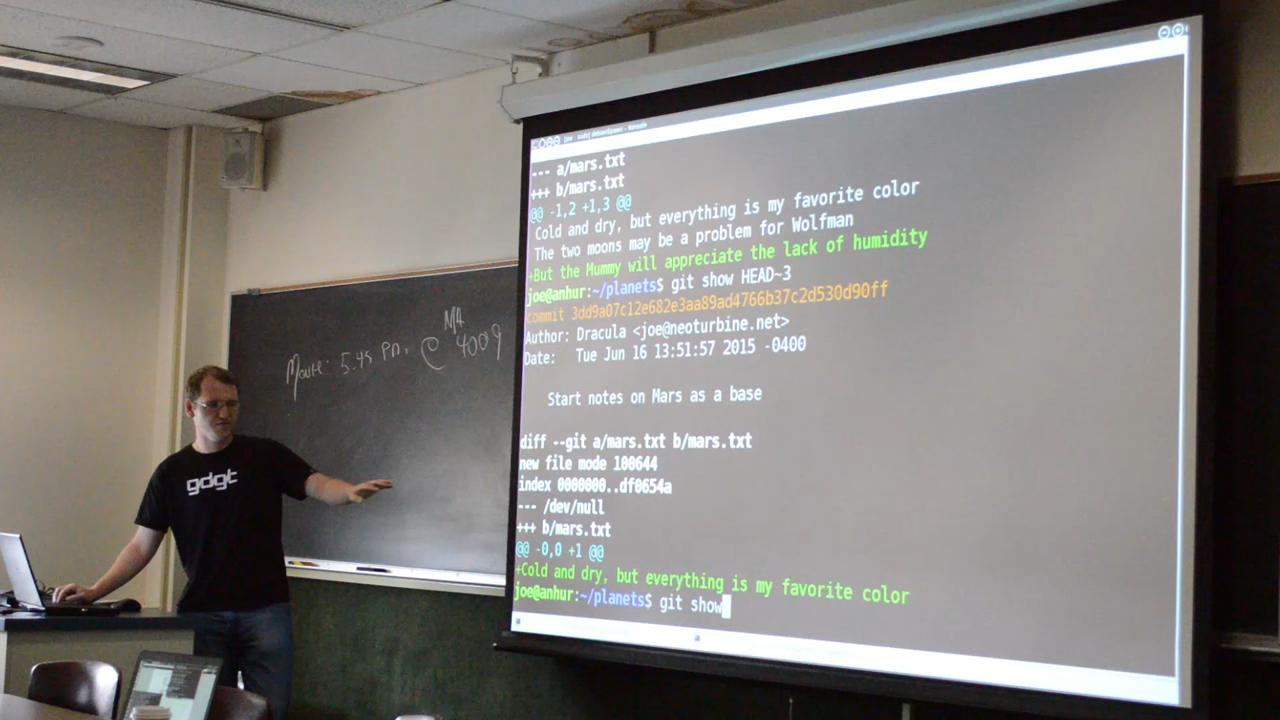 --- a/mars.txt
+++ b/mars.txt
@@ -1,2 +1,3 @@
Cold and dry, but everything is my favorite color
The two moons may be a problem for Wolfman
+But the Mummy will appreciate the lack of humidity
joe@anhur:~/planets$ git show HEAD~3
commit 3dd9a07c12e682e3aa89ad4766b37c2d530d90ff
Author: Dracula <joe@neoturbine.net>
Date: Tue Jun 16 13:51:57 2015 -0400
Start notes on Mars as a base
diff --git a/mars.txt b/mars.txt
new file mode 100644
index 0000000..df0654a
--- /dev/null
+++ b/mars.txt
@@ -0,0 +1 @@
+Cold and dry, but everything is my favorite color
joe@anhur:~/planets$ git show
5:45 PM, @ M4
4009
gdgt